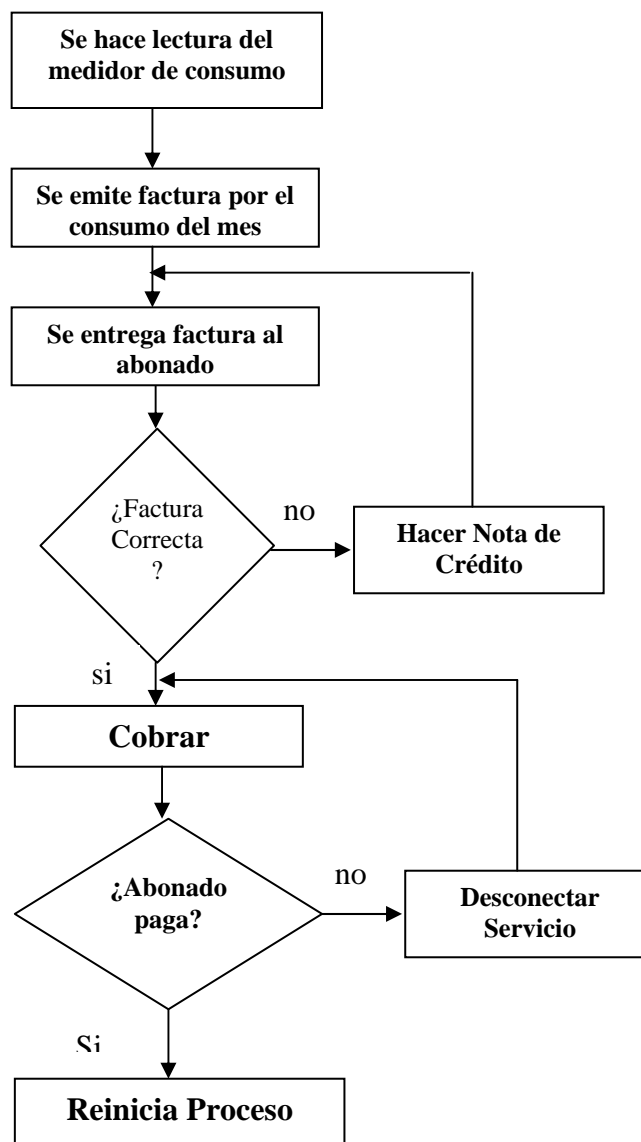 Se hace lectura del
medidor de consumo
Se emite factura por el
consumo del mes
Se entrega factura al
abonado
¿Factura
Correcta
?
no
Hacer Nota de
Crédito
si
Cobrar
¿Abonado
paga?
no
Desconectar
Servicio
Si
Reinicia Proceso